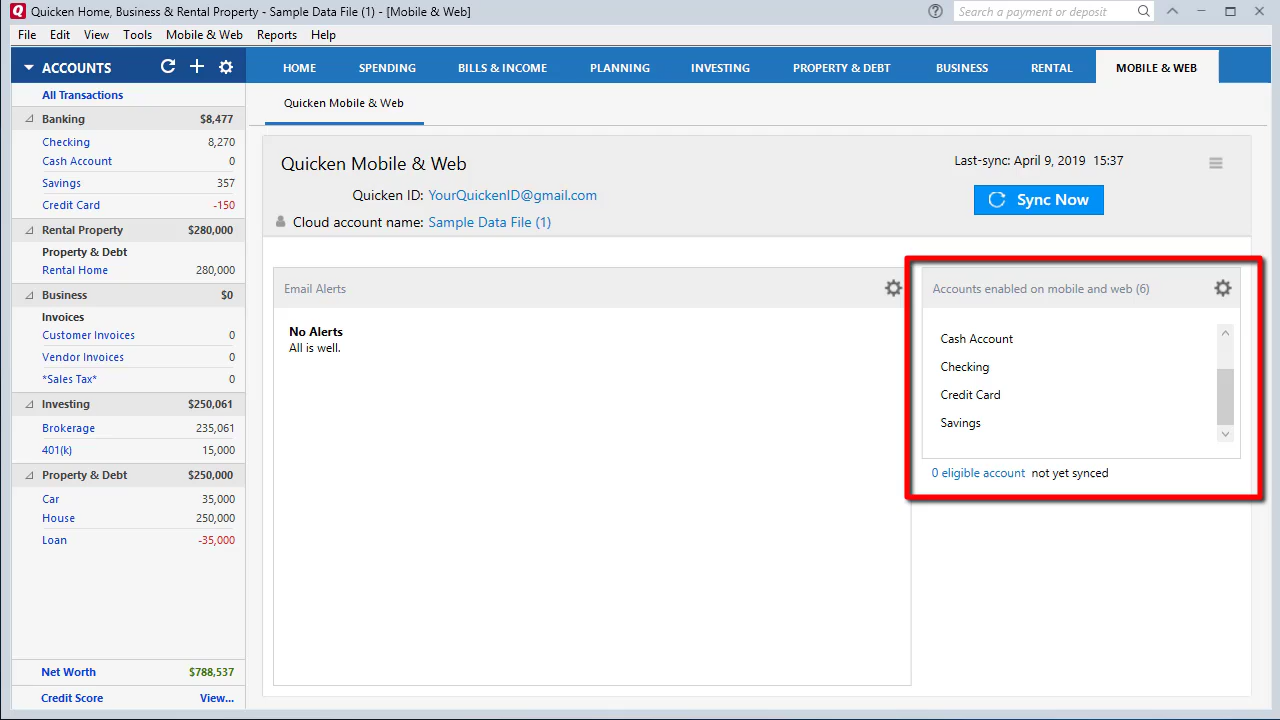 Quicken Home, Business & Rental Property - Sample Data File (1) - [Mobile & Web]
Search a payment or deposit
File Edit View Tools Mobile & Web Reports Help
ACCOUNTS
HOME SPENDING BILLS & INCOME PLANNING INVESTING PROPERTY & DEBT BUSINESS RENTAL MOBILE & WEB
All Transactions
Banking $8,477
Checking 8,270
Cash Account 0
Savings 357
Credit Card -150
Rental Property $280,000
Property & Debt
Rental Home 280,000
Business $0
Invoices
Customer Invoices 0
Vendor Invoices 0
*Sales Tax* 0
Investing $250,061
Brokerage 235,061
401(k) 15,000
Property & Debt $250,000
Car 35,000
House 250,000
Loan -35,000
Net Worth $788,537
Credit Score View...
Quicken Mobile & Web
Quicken Mobile & Web
Quicken ID: YourQuickenID@gmail.com
Cloud account name: Sample Data File (1)
Last-sync: April 9, 2019 15:37
Sync Now
Email Alerts
No Alerts
All is well.
Accounts enabled on mobile and web (6)
Cash Account
Checking
Credit Card
Savings
0 eligible account not yet synced